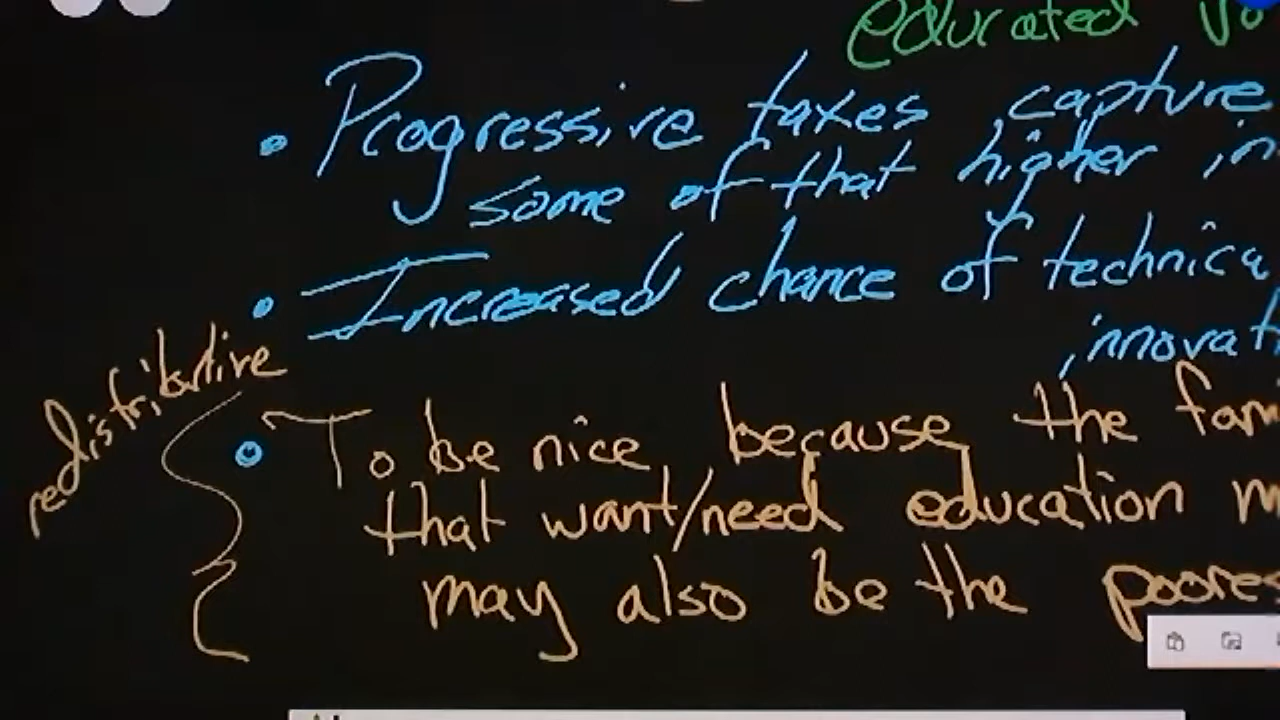 educated
• Progressive taxes capture
some of that higher in
• Increased chance of technica
innovat
redistributive
• To be nice, because the fam
that want/need education m
may also be the poores